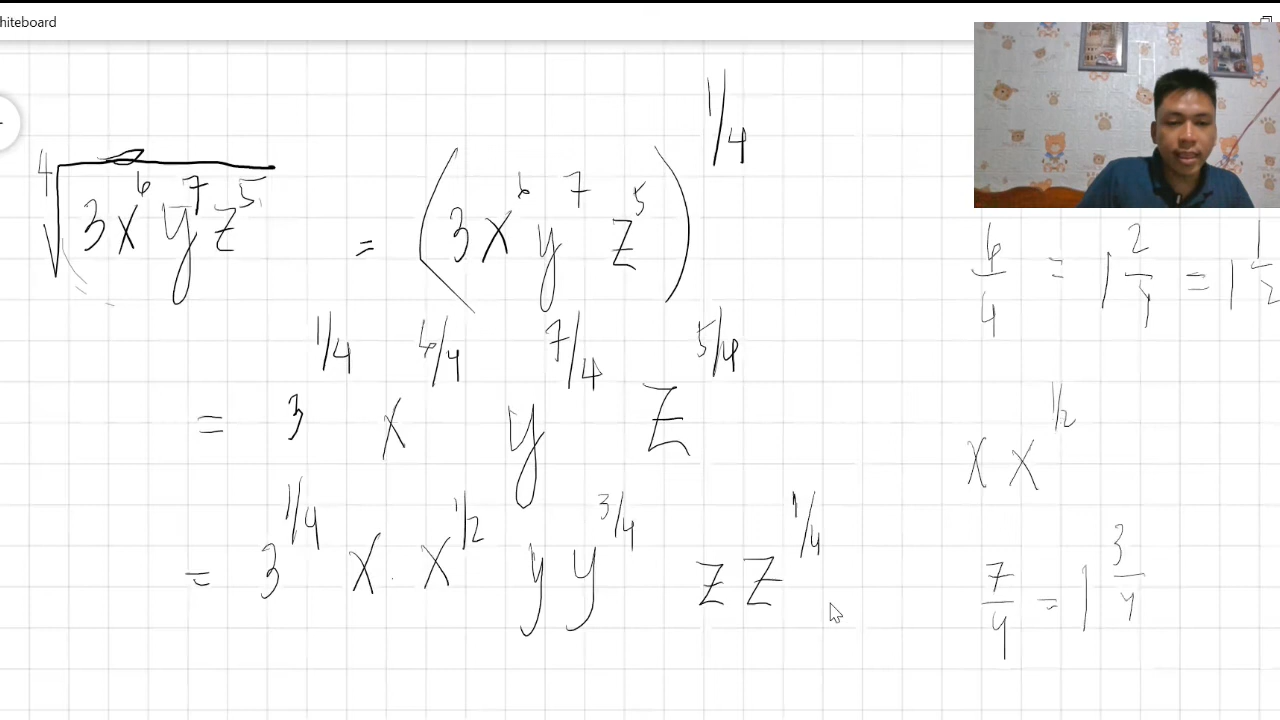 hiteboard
∜(3x⁶y⁷z⁵) = (3x⁶y⁷z⁵)^1/4
= 3^1/4 x^6/4 y^7/4 z^5/4
= 3^1/4 x · x^1/2 y y^3/4 z z^1/4
6/4 = 1 2/4 = 1 1/2
x x^1/2
7/4 = 1 3/4